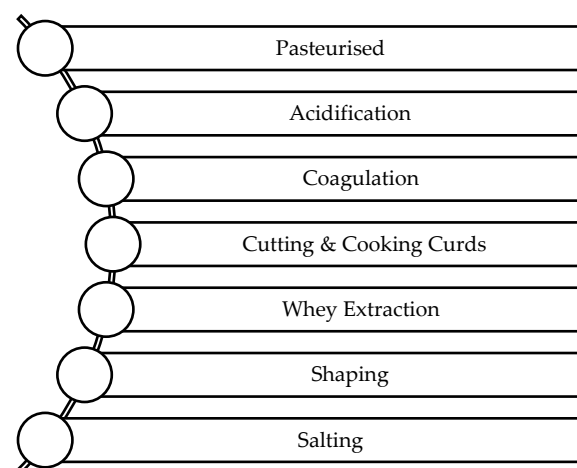 Pasteurised
Acidification
Coagulation
Cutting & Cooking Curds
Whey Extraction
Shaping
Salting